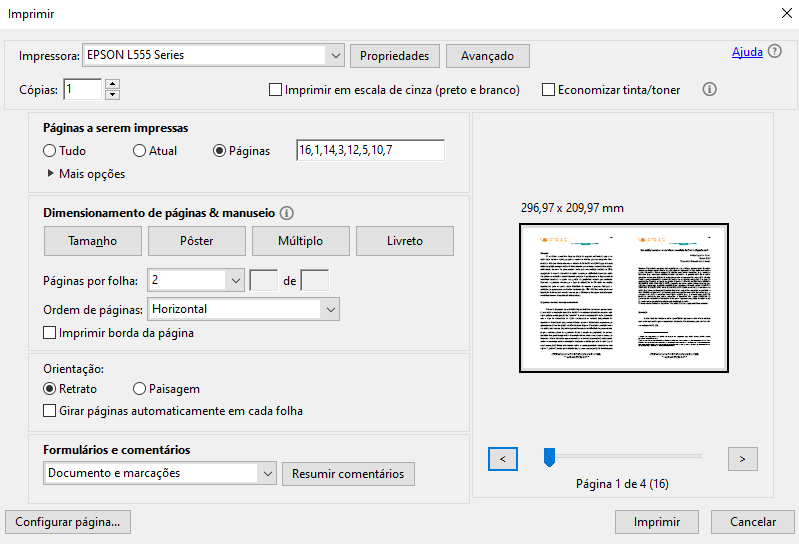 Imprimir
Impressora: EPSON L555 Series Propriedades Avançado Ajuda
Cópias: 1 Imprimir em escala de cinza (preto e branco) Economizar tinta/toner
Páginas a serem impressas
Tudo Atual Páginas 16,1,14,3,12,5,10,7
Mais opções
296,97 x 209,97 mm
Dimensionamento de páginas & manuseio
Tamanho Pôster Múltiplo Livreto
Páginas por folha: 2 de
Ordem de páginas: Horizontal
Imprimir borda da página
Orientação:
Retrato Paisagem
Girar páginas automaticamente em cada folha
Formulários e comentários
Documento e marcações Resumir comentários
< >
Página 1 de 4 (16)
Configurar página... Imprimir Cancelar